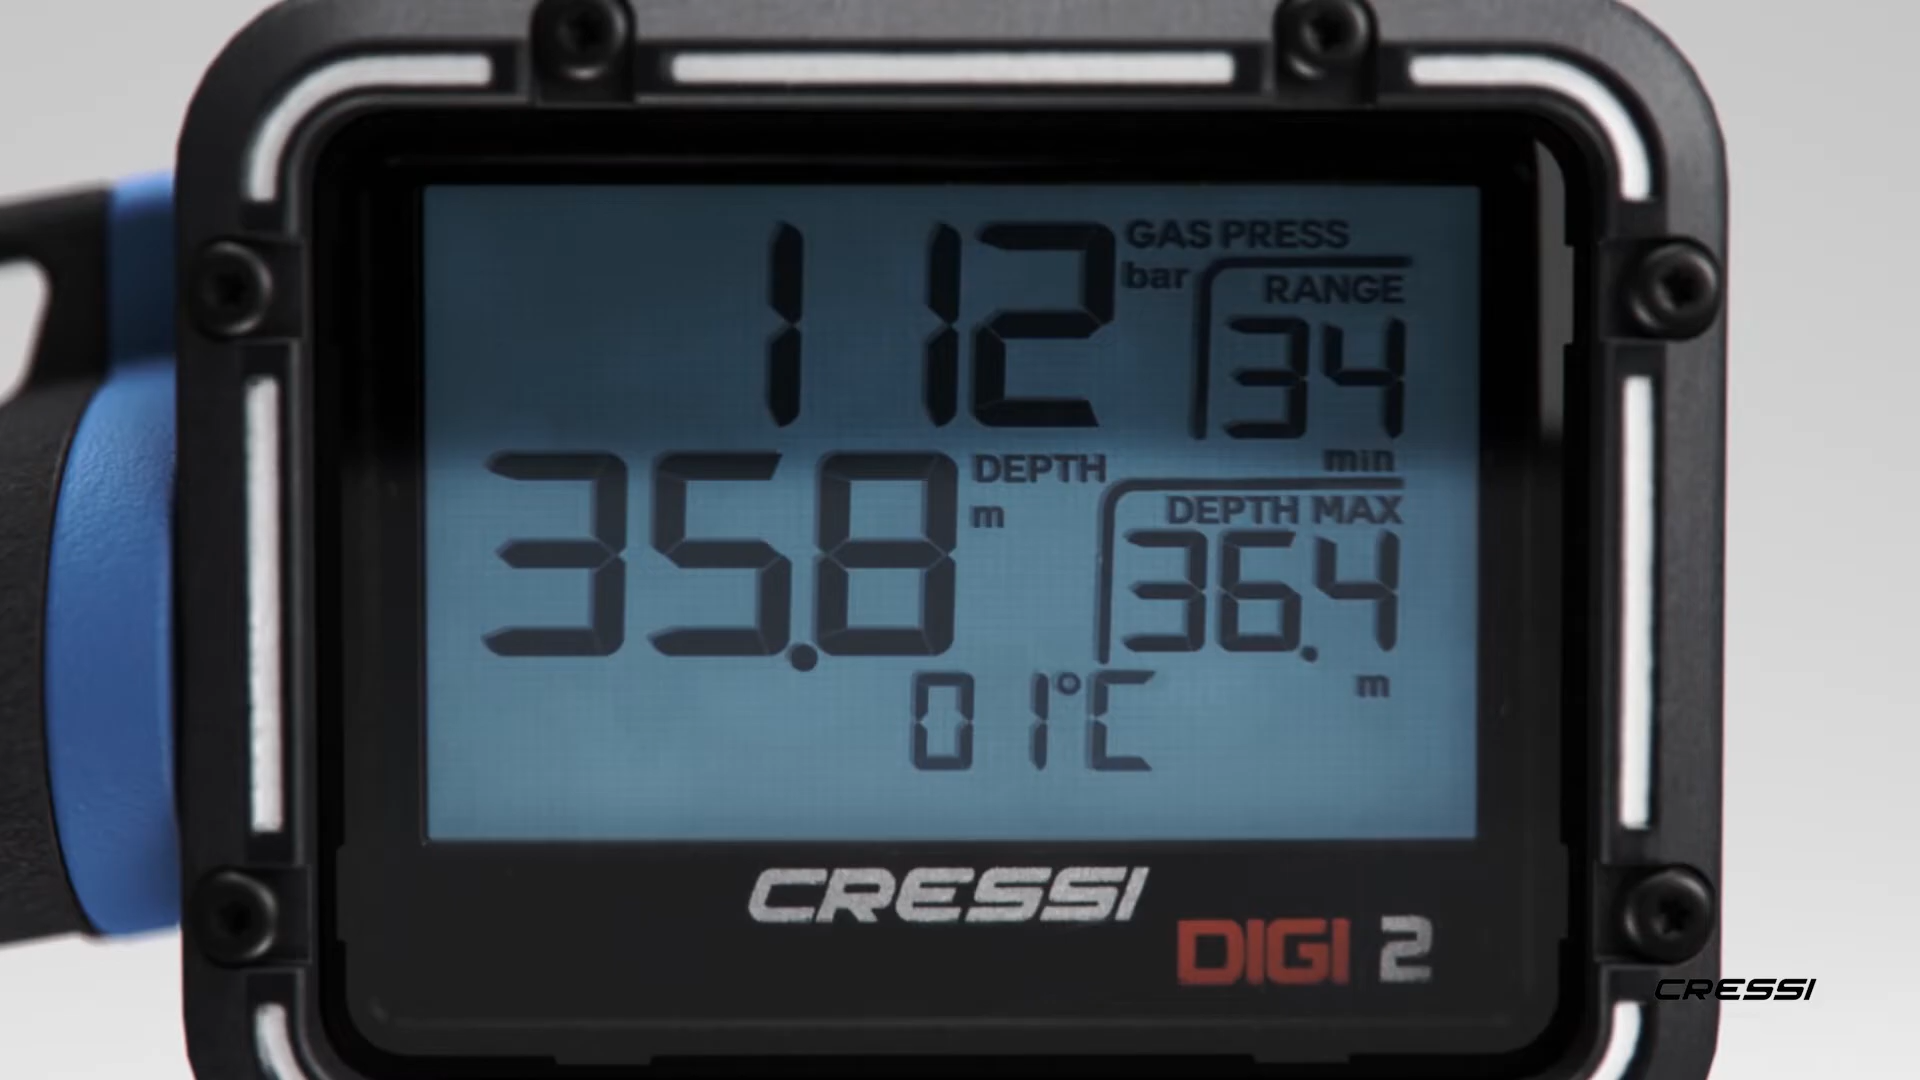 112 GAS PRESS
bar
RANGE
34
min
35.8 DEPTH
m
DEPTH MAX
36.4
m
01°C
CRESSI
DIGI 2
CRESSI